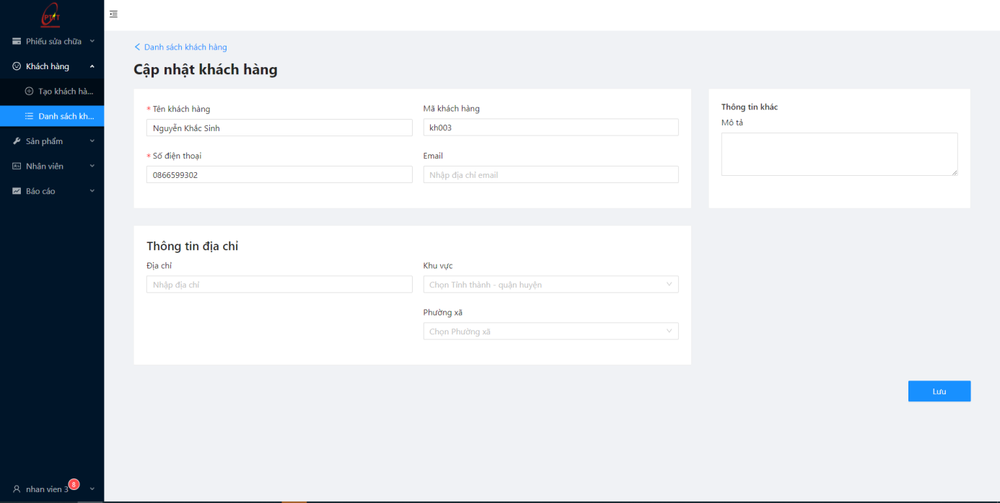 PTIT
Phiếu sửa chữa
Khách hàng
Tạo khách hà...
Danh sách kh...
Sản phẩm
Nhân viên
Báo cáo
nhan vien 3
8
Danh sách khách hàng
Cập nhật khách hàng
* Tên khách hàng
Nguyễn Khắc Sinh
Mã khách hàng
kh003
* Số điện thoại
0866599302
Email
Nhập địa chỉ email
Thông tin khác
Mô tả
Thông tin địa chỉ
Địa chỉ
Nhập địa chỉ
Khu vực
Chọn Tỉnh thành - quận huyện
Phường xã
Chọn Phường xã
Lưu